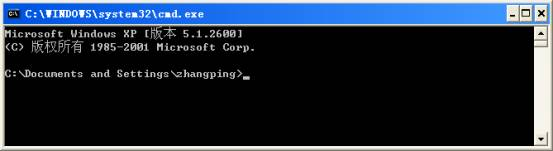 C:\WINDOWS\system32\cmd.exe
Microsoft Windows XP [版本 5.1.2600]
(C) 版权所有 1985-2001 Microsoft Corp.
C:\Documents and Settings\zhangping>